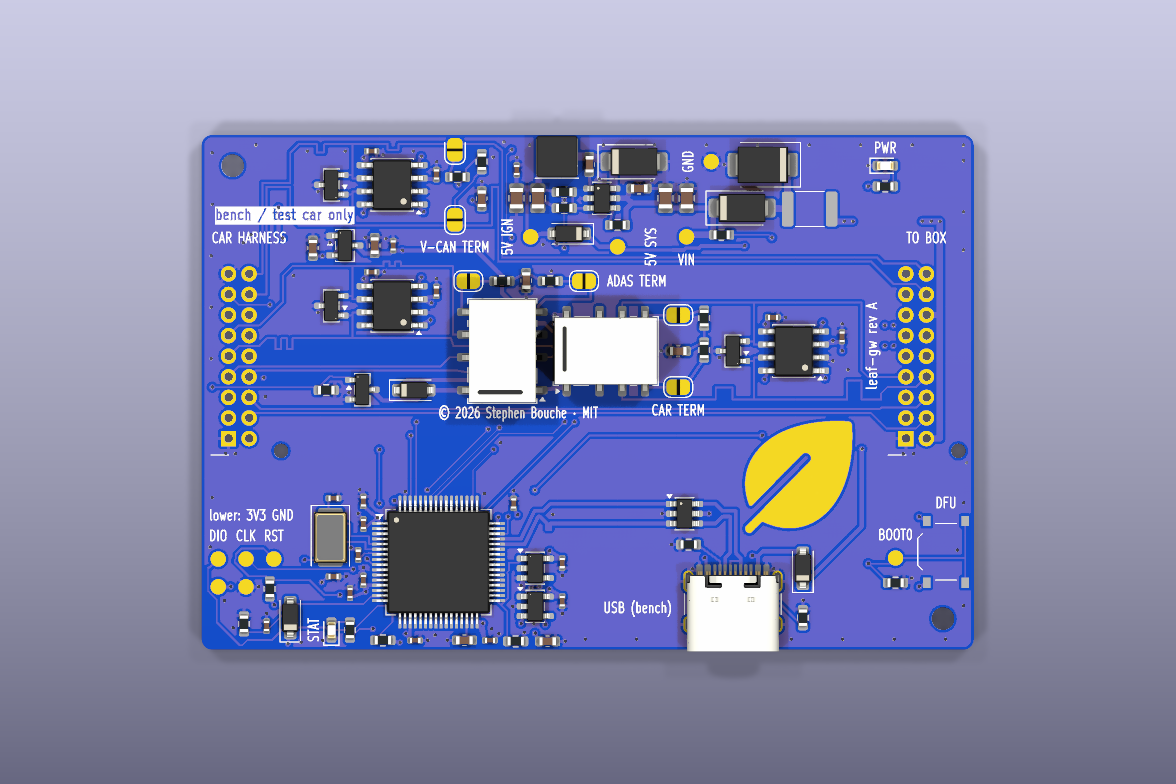 PWR
GND
bench / test car only
CAR HARNESS
V-CAN TERM
5V IGN
5V SYS
VIN
TO BOX
ADAS TERM
leaf-gw rev A
CAR TERM
© 2026 Stephen Bouche · MIT
lower: 3V3 GND
DIO CLK RST
DFU
BOOT0
USB (bench)
STAT